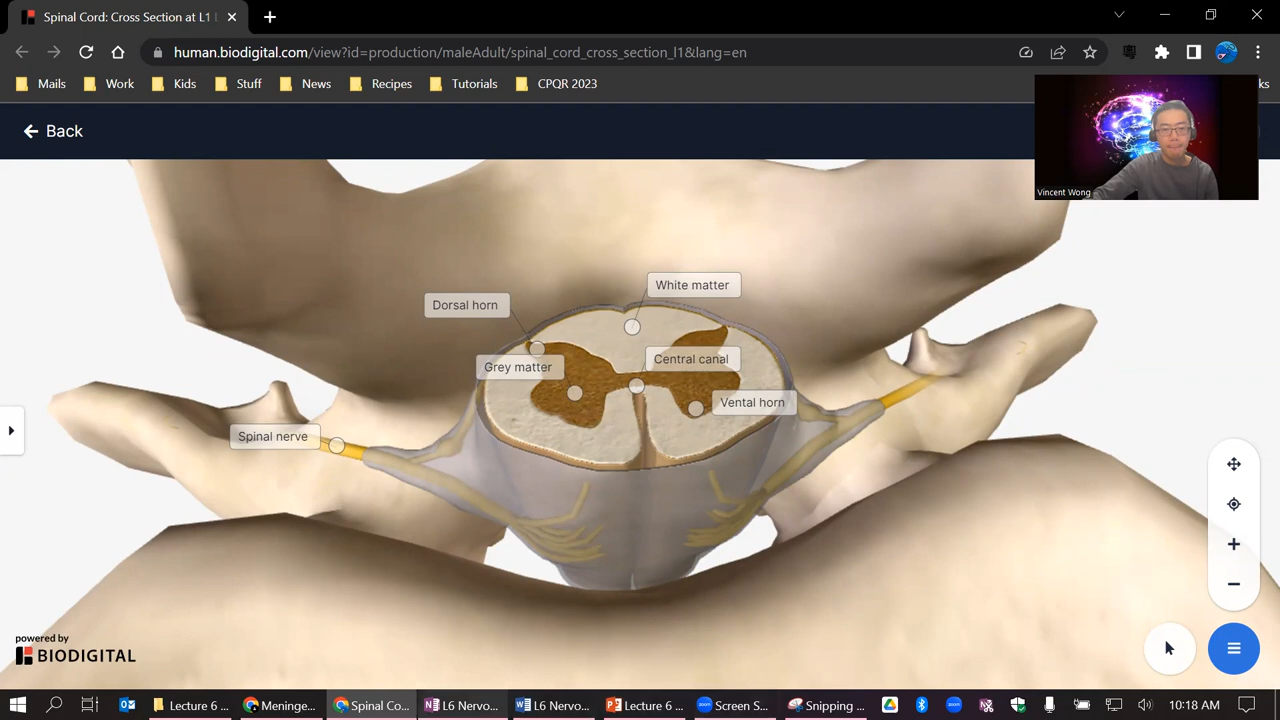 Spinal Cord: Cross Section at L1 L
human.biodigital.com/view?id=production/maleAdult/spinal_cord_cross_section_l1&lang=en
Mails Work Kids Stuff News Recipes Tutorials CPQR 2023 ks
Back
Vincent Wong
White matter
Dorsal horn
Central canal
Grey matter
Vental horn
Spinal nerve
powered by
BIODIGITAL
Lecture 6 ... Meninge... Spinal Co... L6 Nervo... L6 Nervo... Lecture 6 ... Screen S... Snipping ... zoom 10:18 AM